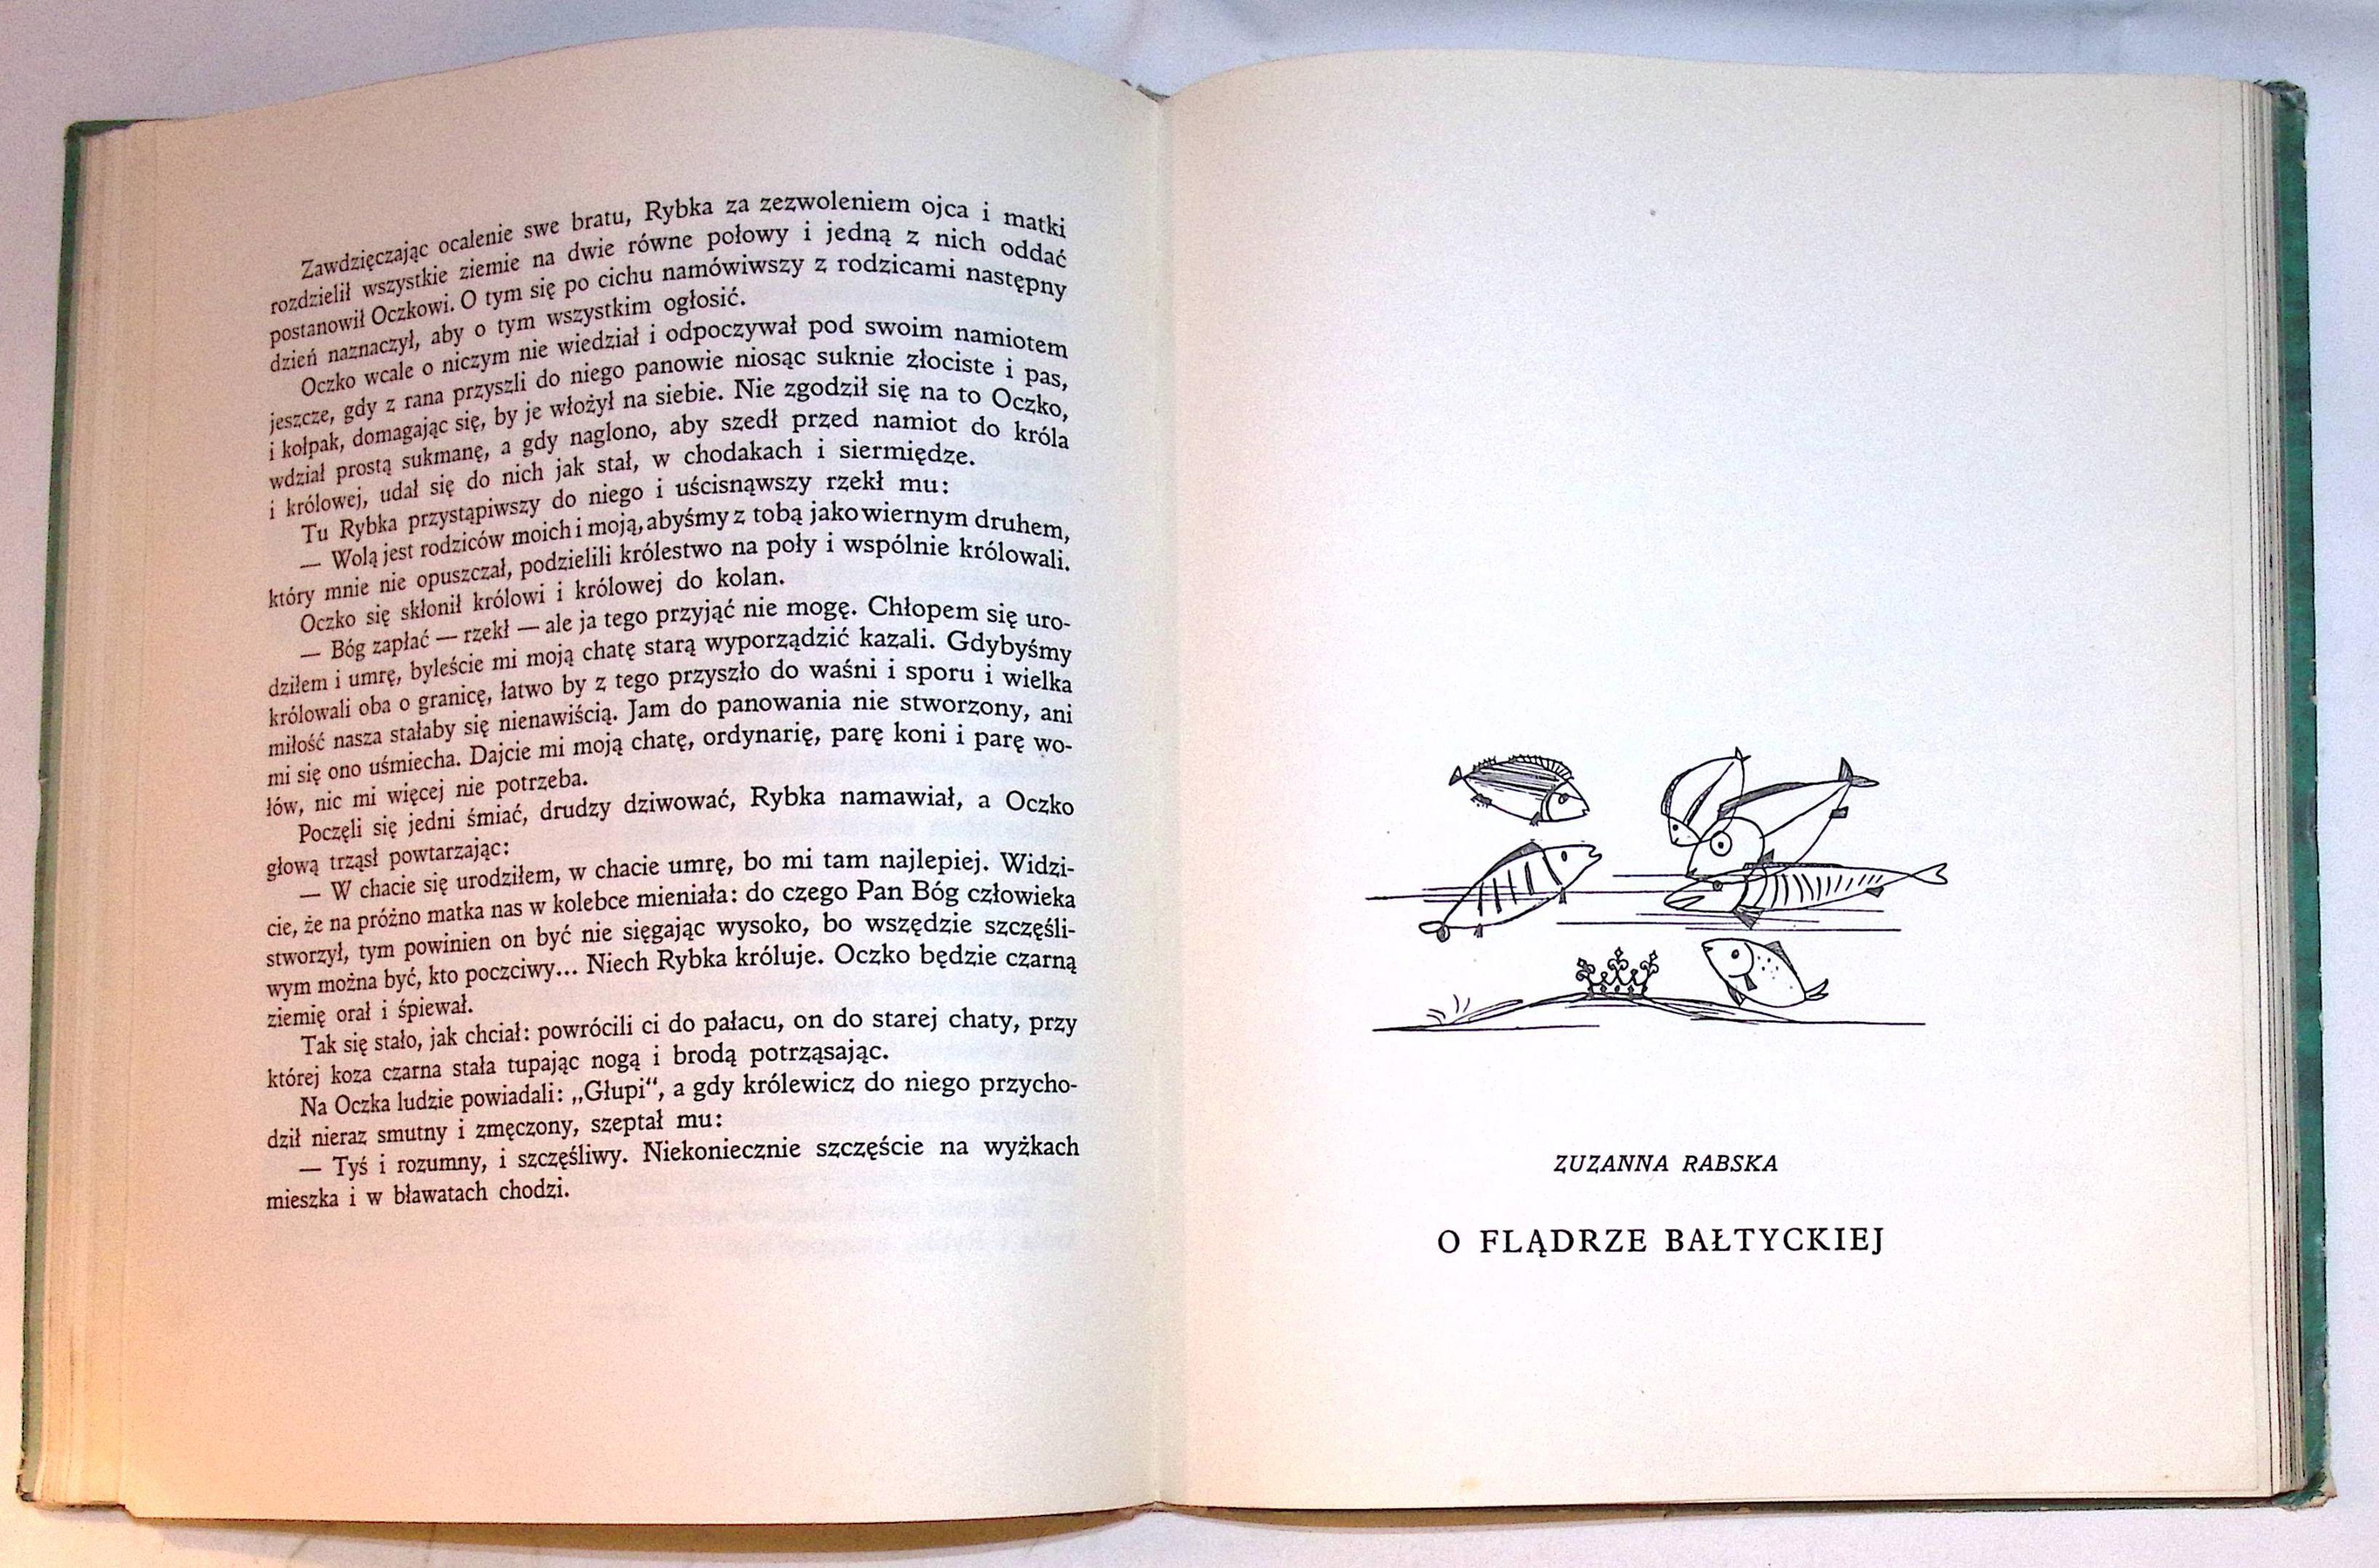 Zawdzięczając ocalenie swe bratu, Rybka za zezwoleniem ojca i matki
rozdzielił wszystkie ziemie na dwie równe połowy i jedną z nich oddać
postanowił Oczkowi. O tym się po cichu namówiwszy z rodzicami następny
dzień naznaczył, aby o tym wszystkim ogłosić.
Oczko wcale o niczym nie wiedział i odpoczywał pod swoim namiotem
jeszcze, gdy z rana przyszli do niego panowie niosąc suknie złociste i pas,
i kołpak, domagając się, by je włożył na siebie. Nie zgodził się na to Oczko,
wdział prostą sukmanę, a gdy naglono, aby szedł przed namiot do króla
i królowej, udał się do nich jak stał, w chodakach i siermiędze.
Tu Rybka przystąpiwszy do niego i uścisnąwszy rzekł mu:
— Wolą jest rodziców moich i moją, abyśmy z tobą jako wiernym druhem,
który mnie nie opuszczał, podzielili królestwo na poły i wspólnie królowali.
Oczko się skłonił królowi i królowej do kolan.
— Bóg zapłać — rzekł — ale ja tego przyjąć nie mogę. Chłopem się uro-
dziłem i umrę, byleście mi moją chatę starą wyporządzić kazali. Gdybyśmy
królowali oba o granicę, łatwo by z tego przyszło do waśni i sporu i wielka
miłość nasza stałaby się nienawiścią. Jam do panowania nie stworzony, ani
mi się ono uśmiecha. Dajcie mi moją chatę, ordynarię, parę koni i parę wo-
łów, nic mi więcej nie potrzeba.
Poczęli się jedni śmiać, drudzy dziwować, Rybka namawiał, a Oczko
głową trząsł powtarzając:
— W chacie się urodziłem, w chacie umrę, bo mi tam najlepiej. Widzi-
cie, że na próżno matka nas w kolebce mieniała: do czego Pan Bóg człowieka
stworzył, tym powinien on być nie sięgając wysoko, bo wszędzie szczęśli-
wym można być, kto poczciwy... Niech Rybka króluje. Oczko będzie czarną
ziemię orał i śpiewał.
Tak się stało, jak chciał: powrócili ci do pałacu, on do starej chaty, przy
której koza czarna stała tupając nogą i brodą potrząsając.
Na Oczka ludzie powiadali: „Głupi“, a gdy królewicz do niego przycho-
dził nieraz smutny i zmęczony, szeptał mu:
— Tyś i rozumny, i szczęśliwy. Niekoniecznie szczęście na wyżkach
mieszka i w bławatach chodzi.
ZUZANNA RABSKA
O FLĄDRZE BAŁTYCKIEJ